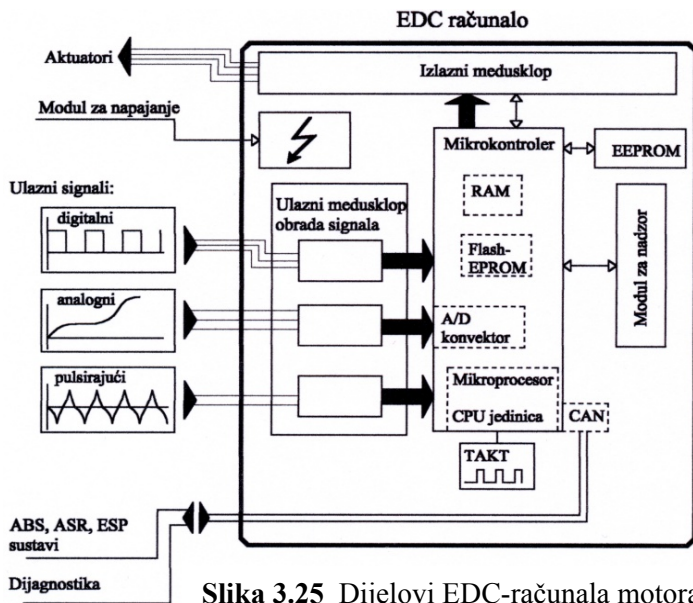 EDC računalo
Aktuatori
Izlazni medusklop
Modul za napajanje
Mikrokontroler
EEPROM
RAM
Ulazni signali:
digitalni
Ulazni medusklop
obrada signala
Flash-
EPROM
Modul za nadzor
analogni
A/D
konvektor
pulsirajući
Mikroprocesor
CPU jedinica
CAN
TAKT
ABS, ASR, ESP
sustavi
Dijagnostika
Slika 3.25 Dijelovi EDC-računala motora